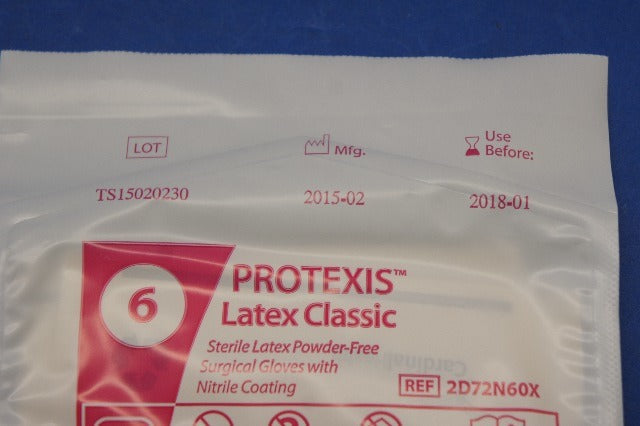 LOT
Mfg.
Use
Before:
TS15020230
2015-02
2018-01
6
PROTEXIS™
Latex Classic
Sterile Latex Powder-Free
Surgical Gloves with
Nitrile Coating
Cardinal
REF 2D72N60X